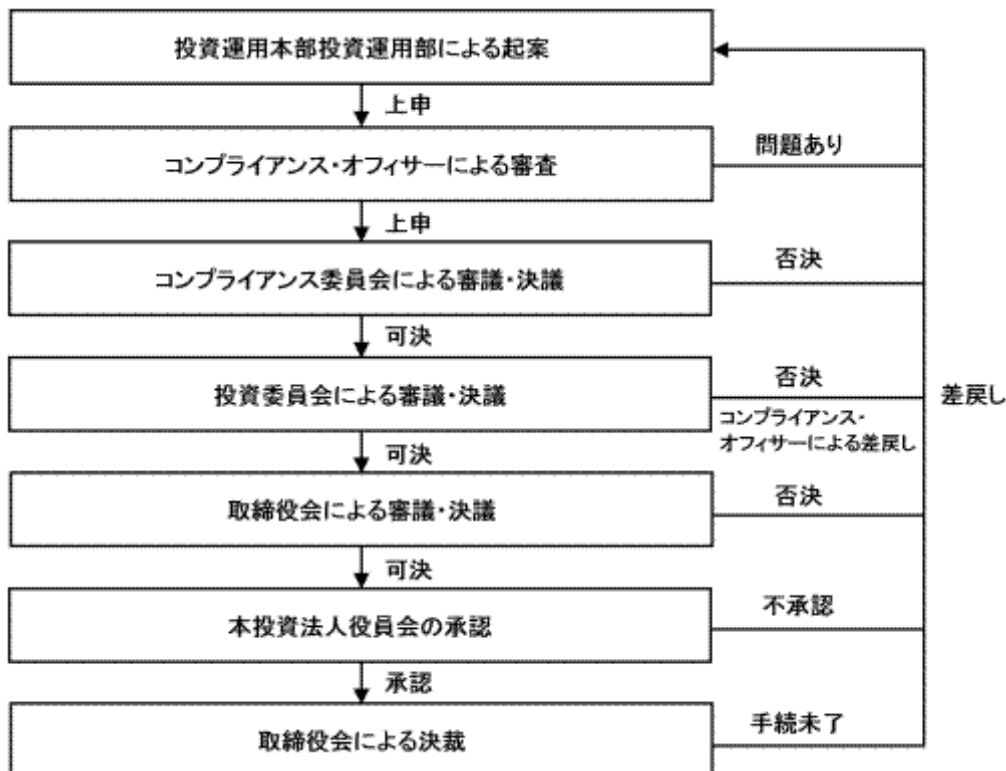 投資運用本部投資運用部による起案
上申
コンプライアンス・オフィサーによる審査
問題あり
上申
コンプライアンス委員会による審議・決議
否決
可決
投資委員会による審議・決議
否決
コンプライアンス・
オフィサーによる差戻し
差戻し
可決
取締役会による審議・決議
否決
可決
本投資法人役員会の承認
不承認
承認
取締役会による決裁
手続未了